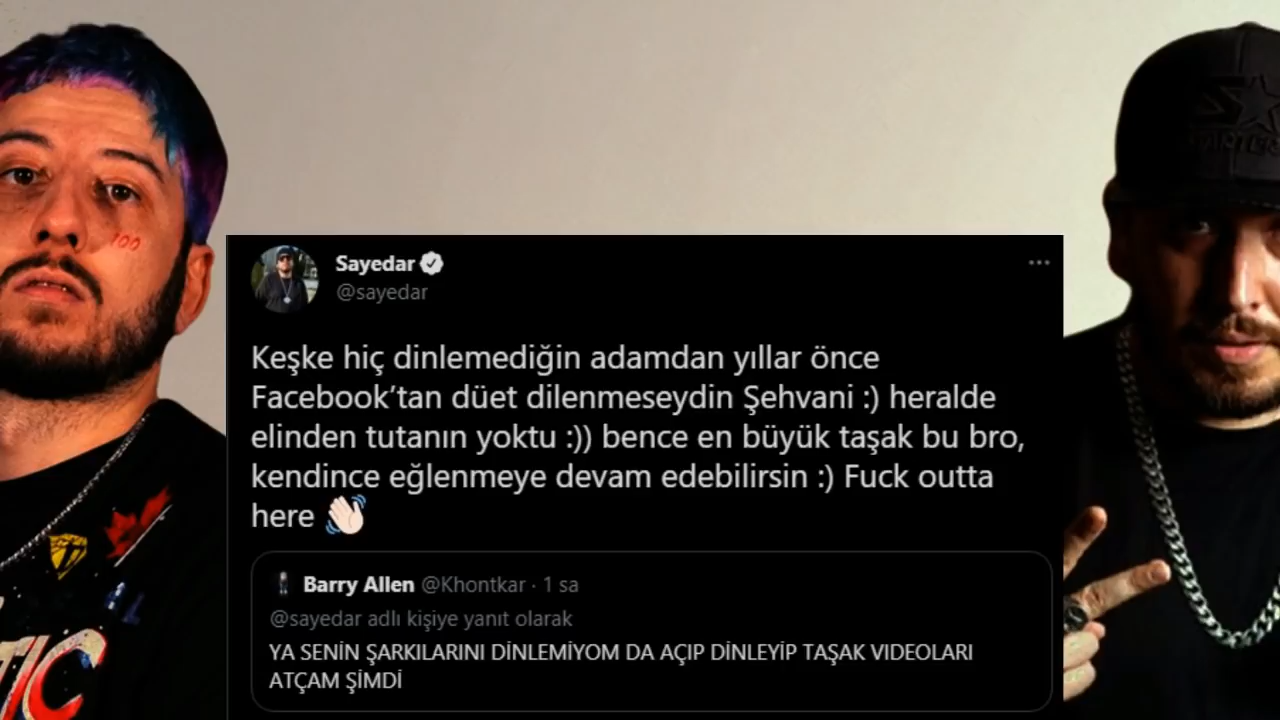 Sayedar
@sayedar
Keşke hiç dinlemediğin adamdan yıllar önce
Facebook’tan düet dilenmeseydin Şehvani :) heralde
elinden tutanın yoktu :)) bence en büyük taşak bu bro,
kendince eğlenmeye devam edebilirsin :) Fuck outta
here 👋🏻
Barry Allen @Khontkar · 1 sa
@sayedar adlı kişiye yanıt olarak
YA SENİN ŞARKILARINI DİNLEMİYOM DA AÇIP DİNLEYİP TAŞAK VIDEOLARI
ATÇAM ŞİMDİ
100